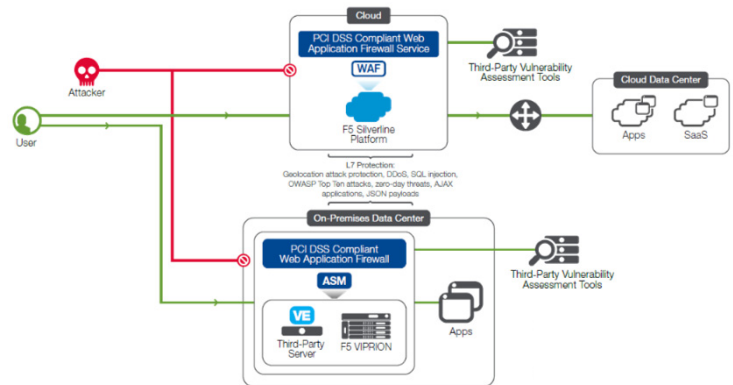 Cloud
PCI DSS Compliant Web
Application Firewall Service
WAF
F5 Silverline
Platform
Third-Party Vulnerability
Assessment Tools
Attacker
User
Cloud Data Center
Apps
SaaS
L7 Protection:
Geolocation attack protection, DDoS, SQL injection,
OWASP Top Ten attacks, zero-day threats, AJAX
applications, JSON payloads
On-Premises Data Center
PCI DSS Compliant
Web Application Firewall
ASM
VE
Third-Party
Server
F5 VIPRION
Apps
Third-Party Vulnerability
Assessment Tools